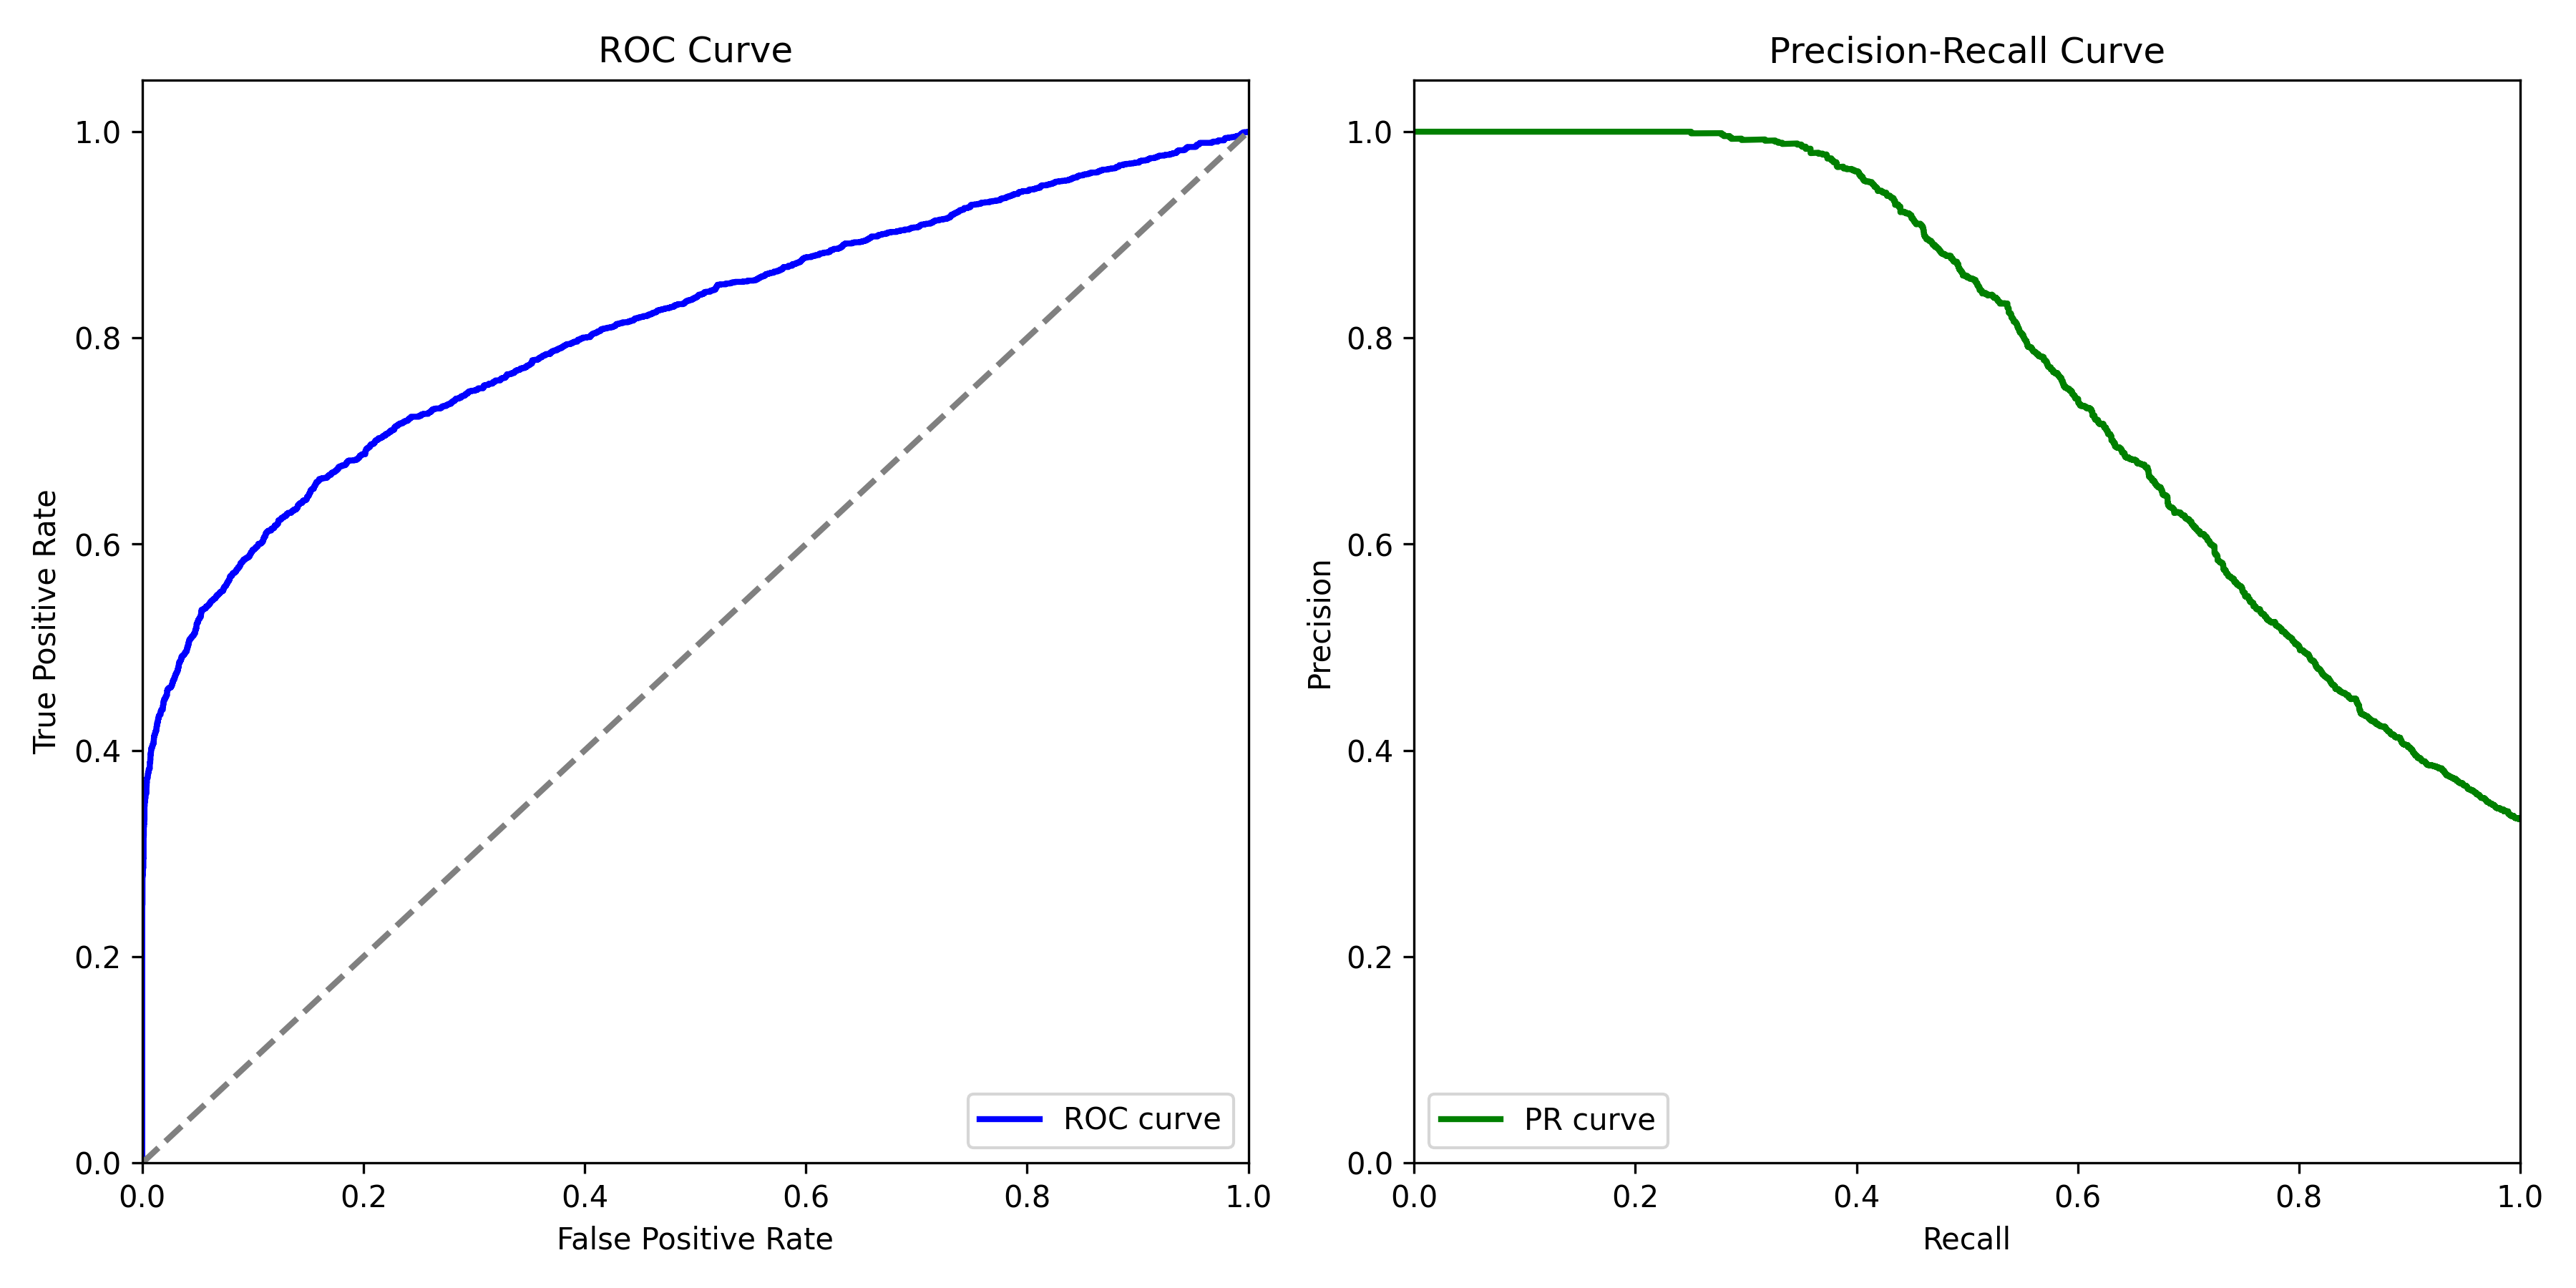 ROC Curve
1.0
0.8
0.6
0.4
0.2
0.0
True Positive Rate
0.0 0.2 0.4 0.6 0.8 1.0
False Positive Rate
ROC curve
Precision-Recall Curve
1.0
0.8
0.6
0.4
0.2
0.0
Precision
0.0 0.2 0.4 0.6 0.8 1.0
Recall
PR curve